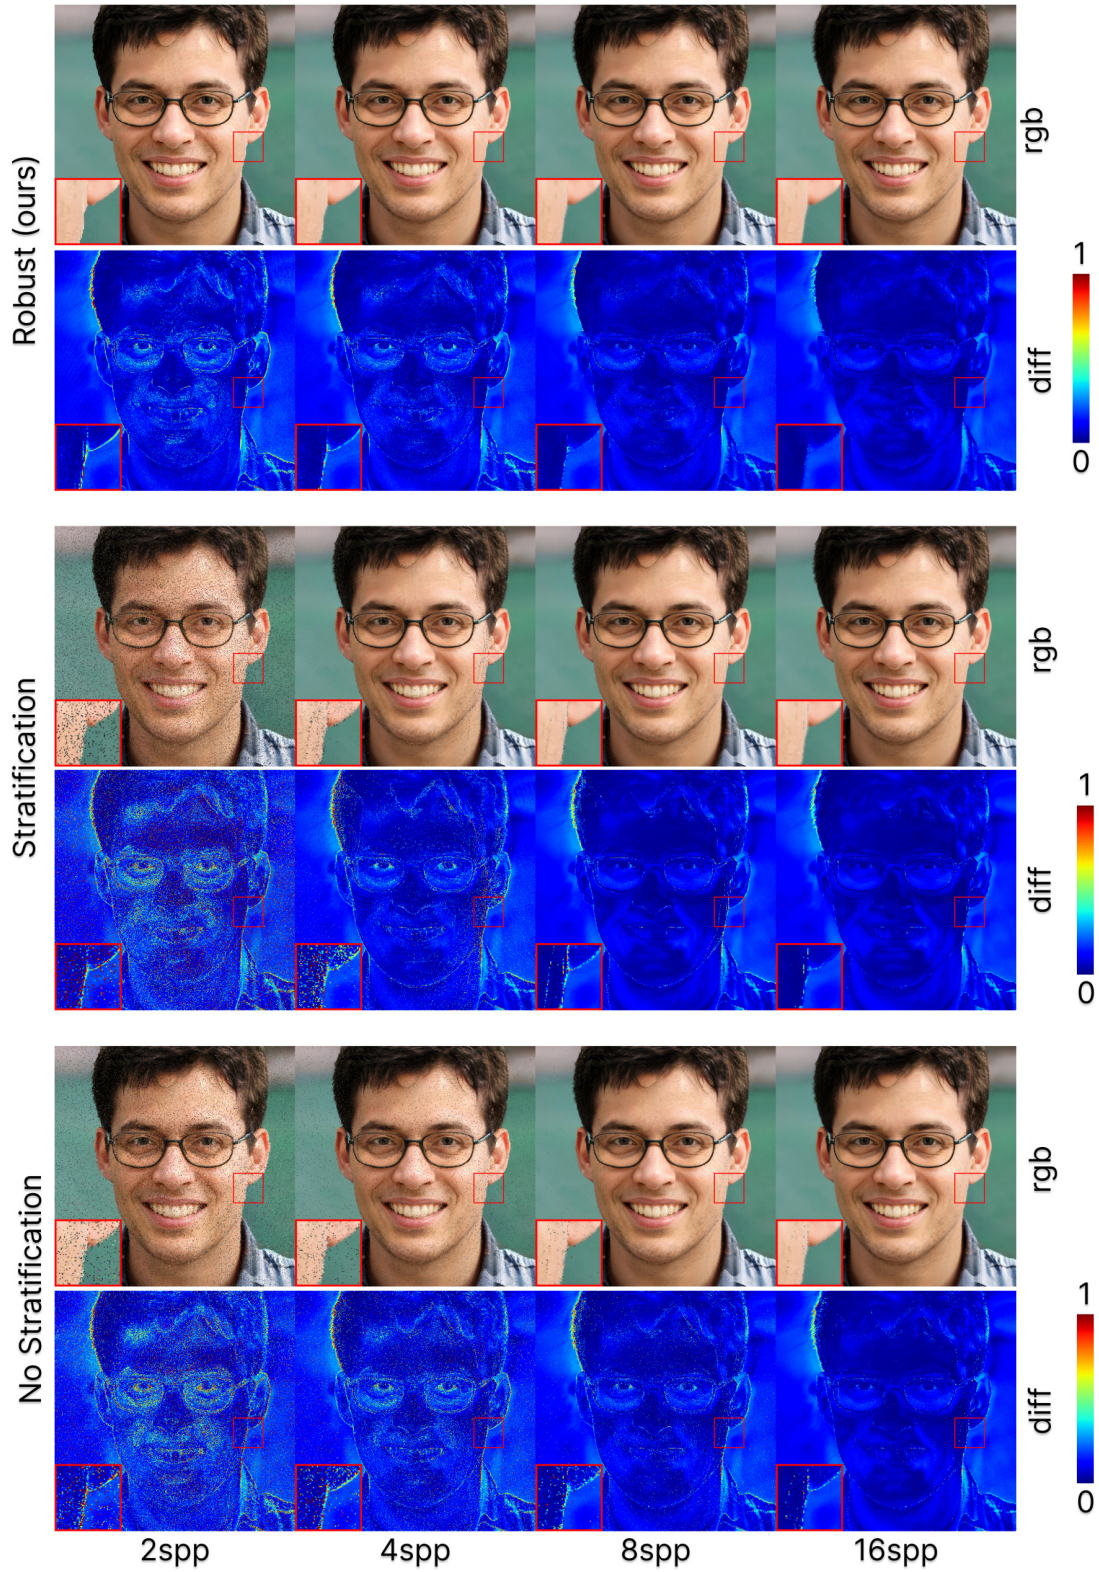 Robust (ours)
rgb
diff
1
0
Stratification
rgb
diff
1
0
No Stratification
rgb
diff
1
0
2spp
4spp
8spp
16spp